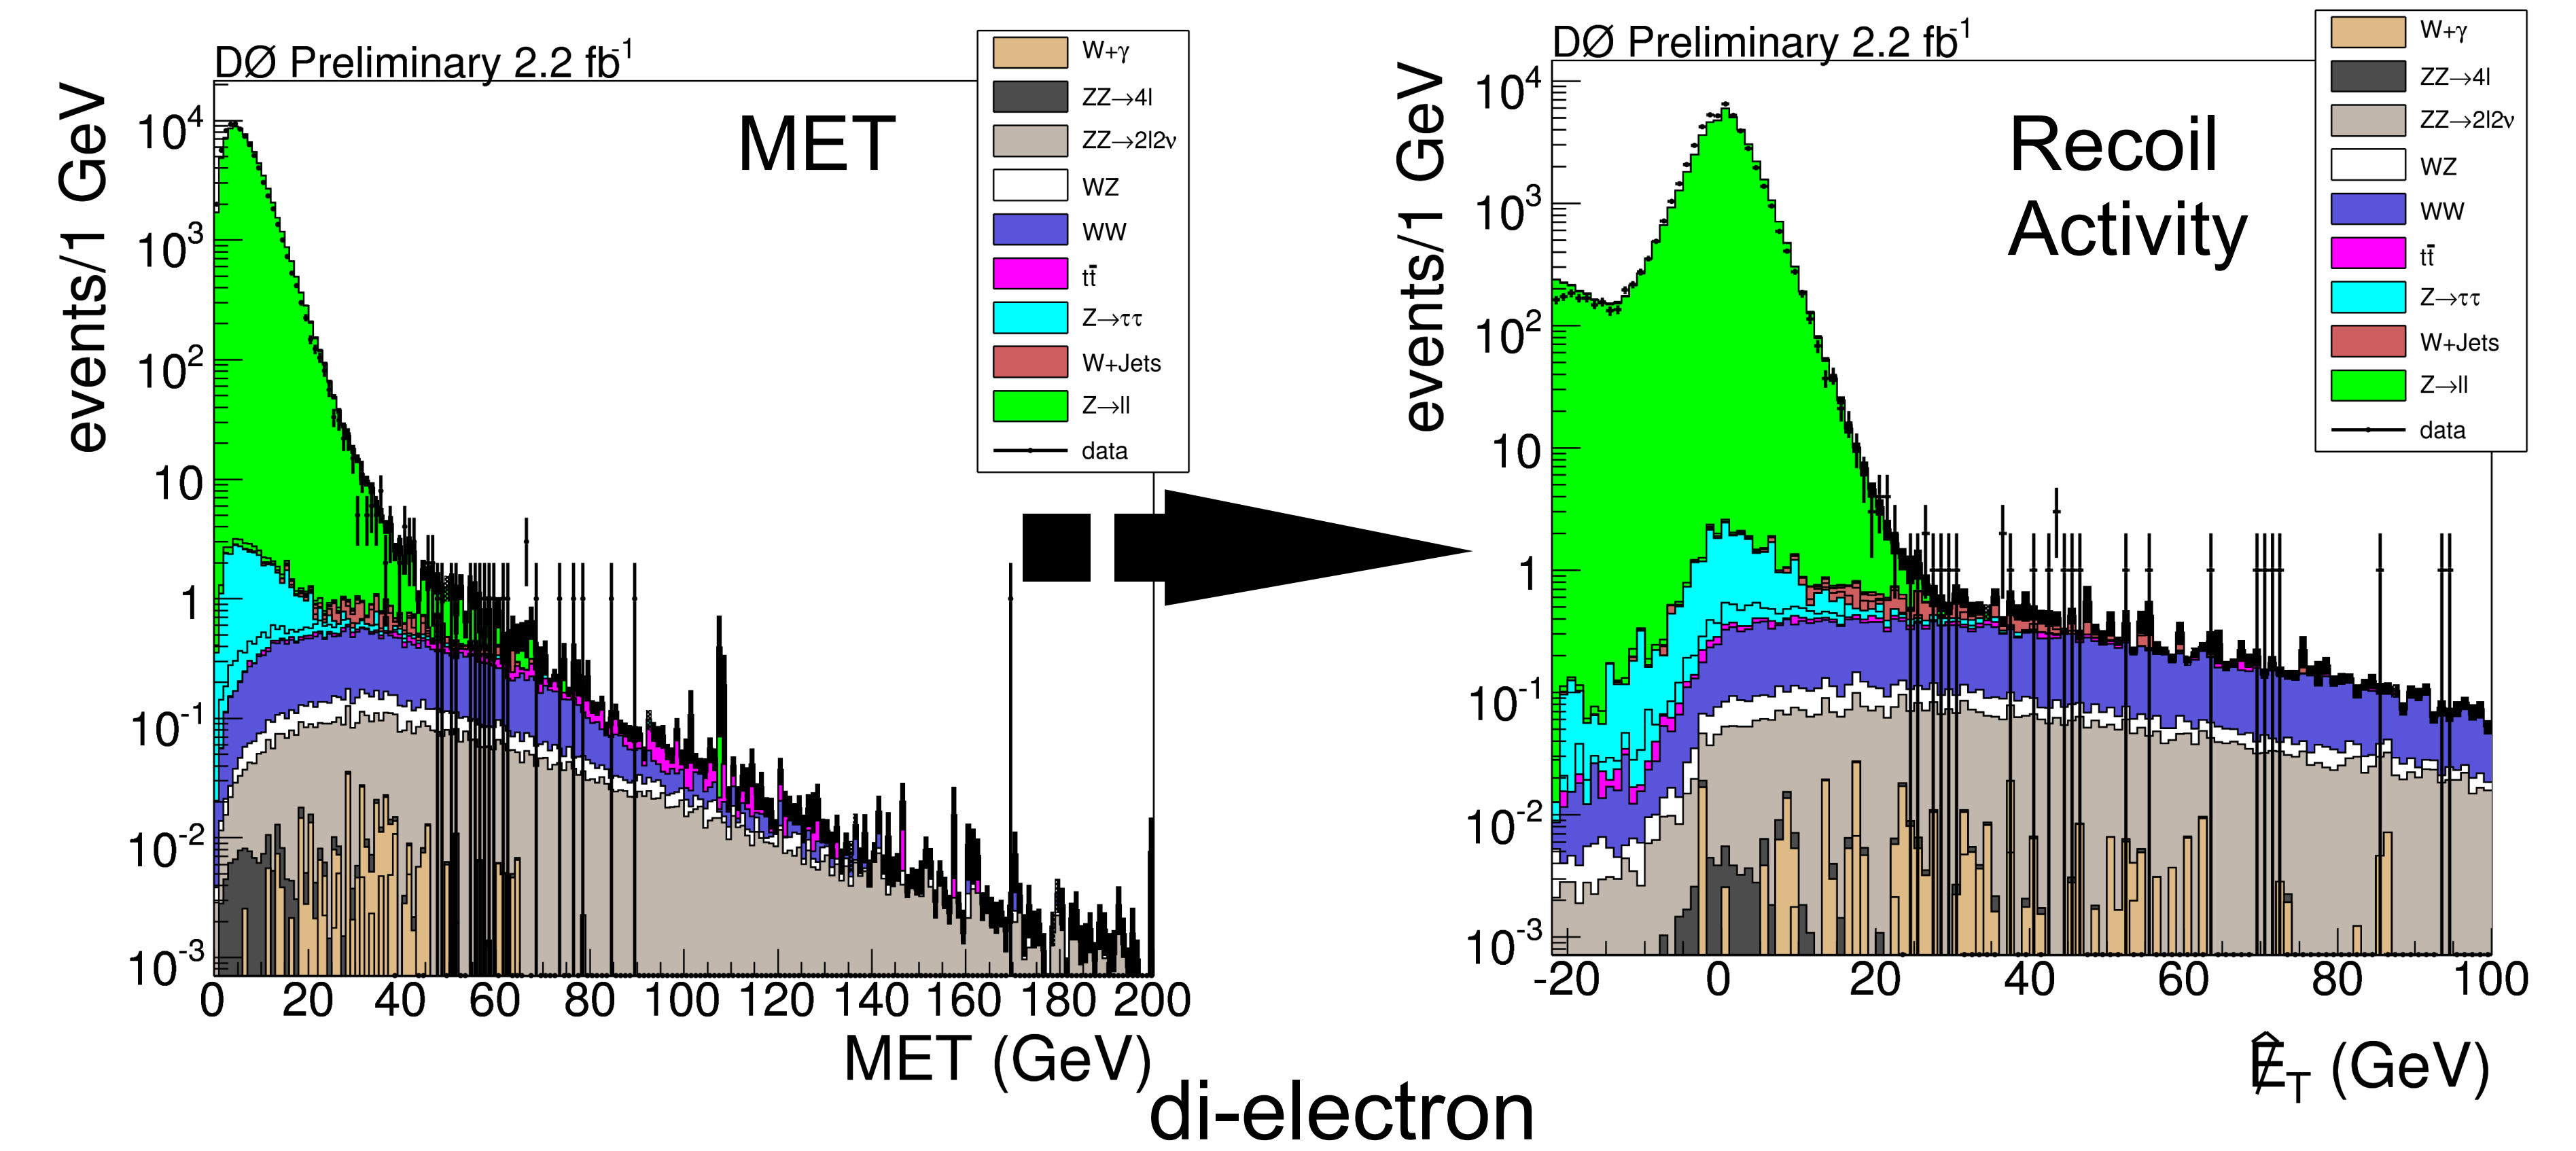 DØ Preliminary 2.2 fb-1
events/1 GeV
MET
W+γ
ZZ→4l
ZZ→2l2ν
WZ
WW
tt̄
Z→ττ
W+Jets
Z→ll
data
10^4
10^3
10^2
10
1
10^-1
10^-2
10^-3
0 20 40 60 80 100 120 140 160 180 200
MET (GeV)
DØ Preliminary 2.2 fb-1
events/1 GeV
Recoil
Activity
W+γ
ZZ→4l
ZZ→2l2ν
WZ
WW
tt̄
Z→ττ
W+Jets
Z→ll
data
10^4
10^3
10^2
10
1
10^-1
10^-2
10^-3
-20 0 20 40 60 80 100
Ê̸_T (GeV)
di-electron